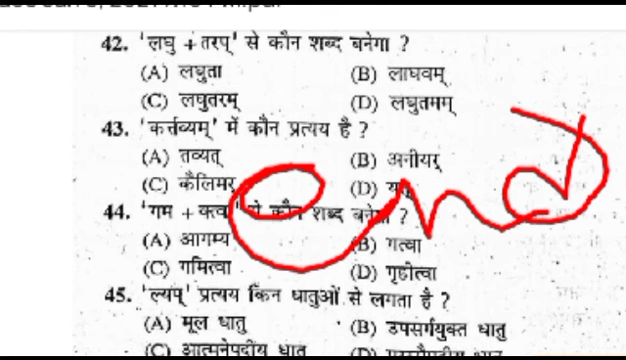 42. 'लघु + तरप्' से कौन शब्द बनेगा ?
(A) लघुता (B) लाघवम्
(C) लघुतरम् (D) लघुतमम्
43. 'कर्त्तव्यम्' में कौन प्रत्यय है ?
(A) तव्यत् (B) अनीयर्
(C) केलिमर् (D)
44. 'गम + क्त्वा' से कौन शब्द बनेगा ?
(A) आगम्य (B) गत्वा
(C) गमित्वा (D) गृहीत्वा
end
45. 'ल्यप्' प्रत्यय किन धातुओं से लगता है ?
(A) मूल धातु (B) उपसर्गयुक्त धातु
(C) आत्मनेपदीय धातु (D) परस्मैपदीय धातु